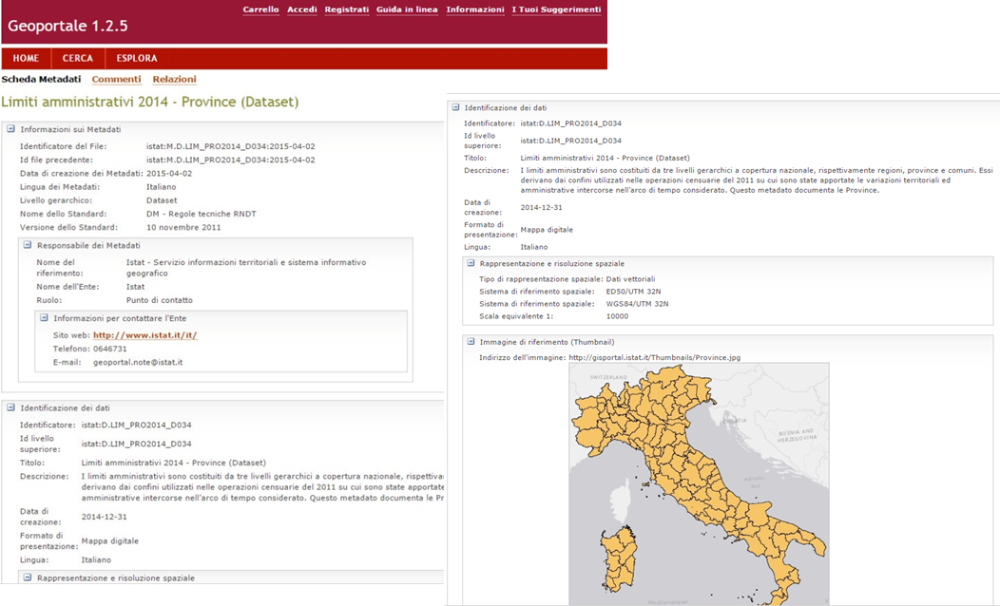 Carrello Accedi Registrati Guida in linea Informazioni I Tuoi Suggerimenti
Geoportale 1.2.5
HOME CERCA ESPLORA
Scheda Metadati Commenti Relazioni
Limiti amministrativi 2014 - Province (Dataset)
Informazioni sui Metadati
Identificatore del File: istat:M.D.LIM_PRO2014_D034:2015-04-02
Id file precedente: istat:M.D.LIM_PRO2014_D034:2015-04-02
Data di creazione dei Metadati: 2015-04-02
Lingua dei Metadati: Italiano
Livello gerarchico: Dataset
Nome dello Standard: DM - Regole tecniche RNDT
Versione dello Standard: 10 novembre 2011
Responsabile dei Metadati
Nome del riferimento: Istat - Servizio informazioni territoriali e sistema informativo
geografico
Nome dell'Ente: Istat
Ruolo: Punto di contatto
Informazioni per contattare l'Ente
Sito web: http://www.istat.it/it/
Telefono: 0646731
E-mail: geoportal.note@istat.it
Identificazione dei dati
Identificatore: istat:D.LIM_PRO2014_D034
Id livello
superiore: istat:D.LIM_PRO2014_D034
Titolo: Limiti amministrativi 2014 - Province (Dataset)
Descrizione: I limiti amministrativi sono costituiti da tre livelli gerarchici a copertura nazionale, rispettivar
derivano dai confini utilizzati nelle operazioni censuarie del 2011 su cui sono state apportate
amministrative intercorse nell'arco di tempo considerato. Questo metadato documenta le Pr
Data di
creazione: 2014-12-31
Formato di
presentazione: Mappa digitale
Lingua: Italiano
Rappresentazione e risoluzione spaziale
Identificazione dei dati
Identificatore: istat:D.LIM_PRO2014_D034
Id livello
superiore: istat:D.LIM_PRO2014_D034
Titolo: Limiti amministrativi 2014 - Province (Dataset)
Descrizione: I limiti amministrativi sono costituiti da tre livelli gerarchici a copertura nazionale, rispettivamente regioni, province e comuni. Essi
derivano dai confini utilizzati nelle operazioni censuarie del 2011 su cui sono state apportate le variazioni territoriali ed
amministrative intercorse nell'arco di tempo considerato. Questo metadato documenta le Province.
Data di
creazione: 2014-12-31
Formato di
presentazione: Mappa digitale
Lingua: Italiano
Rappresentazione e risoluzione spaziale
Tipo di rappresentazione spaziale: Dati vettoriali
Sistema di riferimento spaziale: ED50/UTM 32N
Sistema di riferimento spaziale: WGS84/UTM 32N
Scala equivalente 1: 10000
Immagine di riferimento (Thumbnail)
Indirizzo dell'immagine: http://gisportal.istat.it/Thumbnails/Province.jpg
SWITZERLAND
CROATIA
BOSNIA AND
HERZEGOVINA
Adriatic
Sea